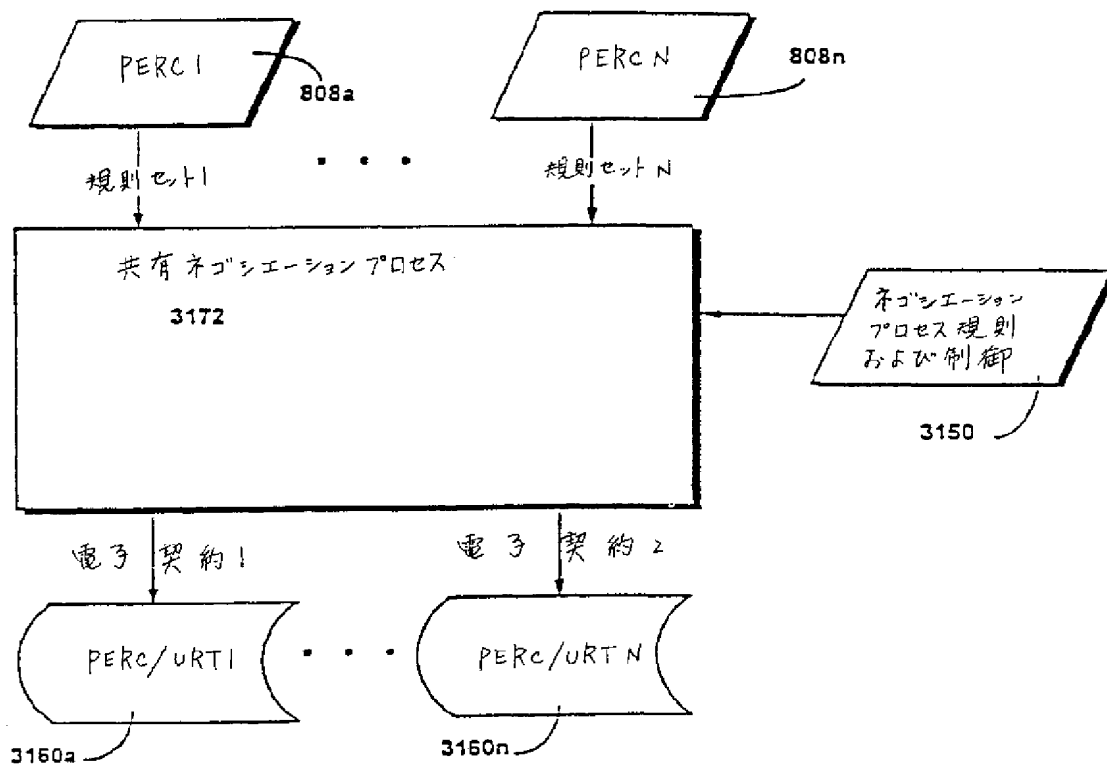 PERC 1
808a
PERC N
808n
規則セット1
規則セットN
共有ネゴシエーションプロセス
3172
ネゴシエーション
プロセス規則
および制御
3150
電子契約1
電子契約2
PERC/URT1
PERC/URT N
3160a
3160n